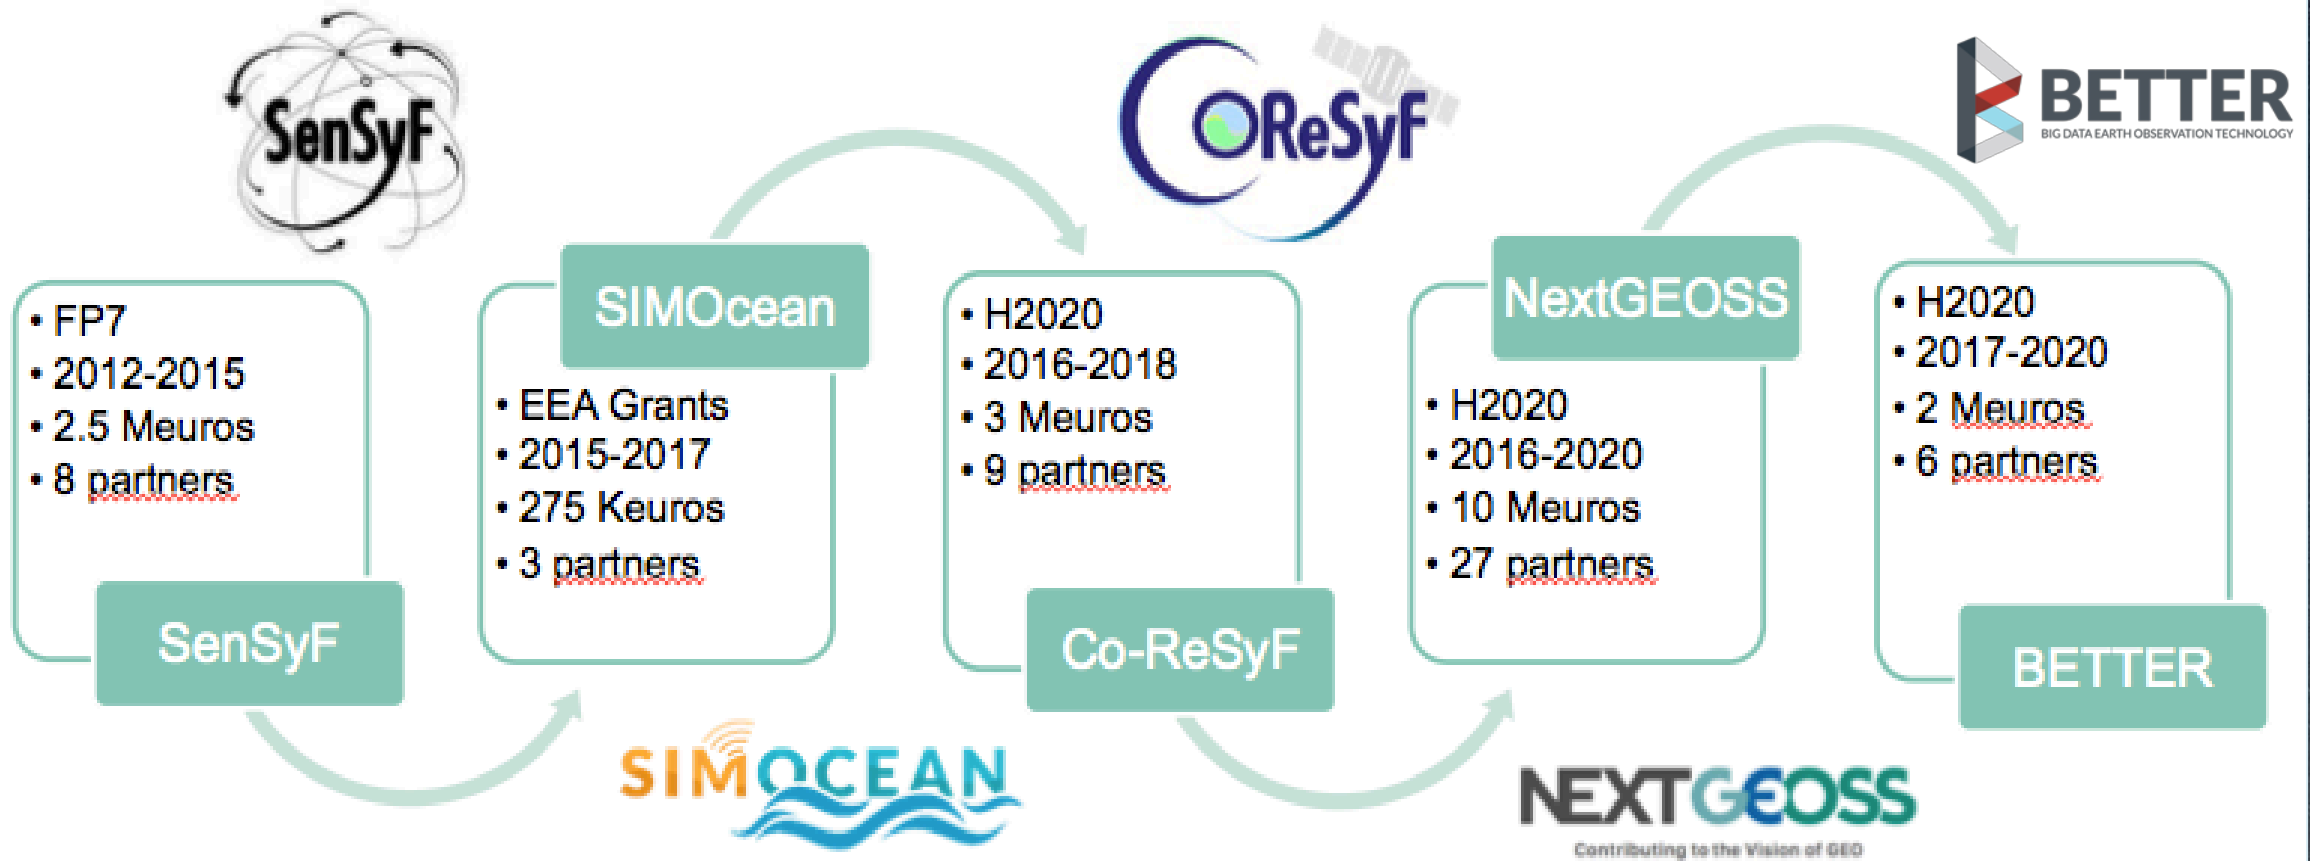 SenSyF
• FP7
• 2012-2015
• 2.5 Meuros
• 8 partners
SenSyF
SIMOcean
• EEA Grants
• 2015-2017
• 275 Keuros
• 3 partners
SIMOCEAN
COReSyF
• H2020
• 2016-2018
• 3 Meuros
• 9 partners
Co-ReSyF
NextGEOSS
• H2020
• 2016-2020
• 10 Meuros
• 27 partners
NEXTGEOSS
Contributing to the Vision of GEO
BETTER
BIG DATA EARTH OBSERVATION TECHNOLOGY
• H2020
• 2017-2020
• 2 Meuros
• 6 partners
BETTER